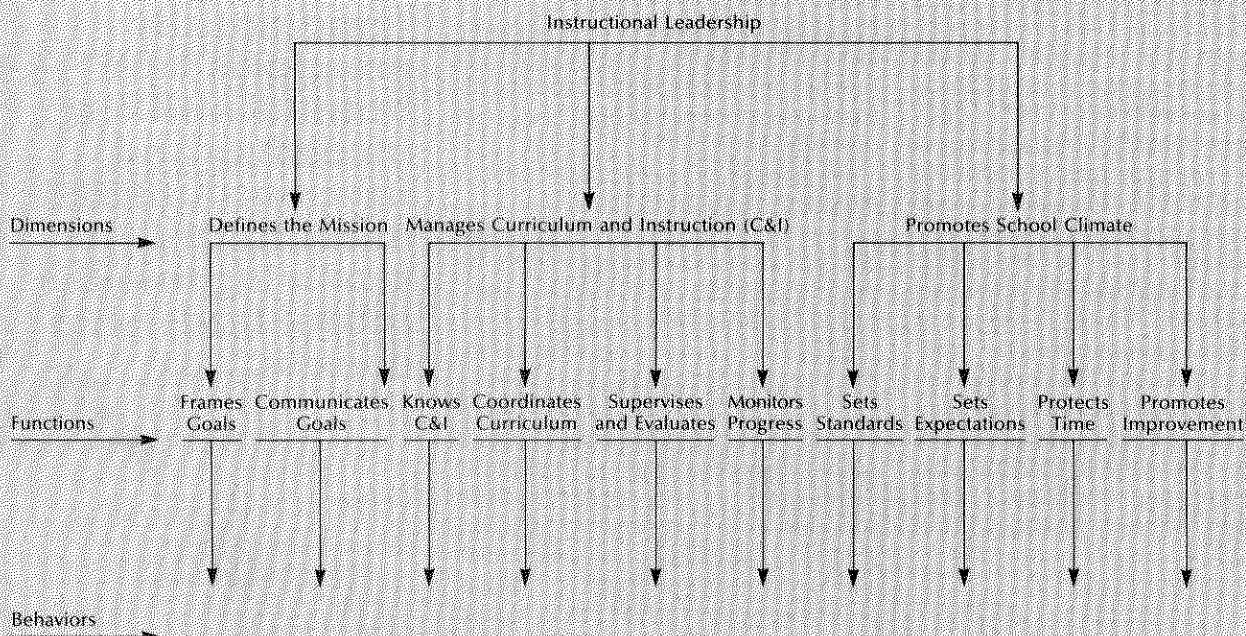 Instructional Leadership
Dimensions
Defines the Mission
Manages Curriculum and Instruction (C&I)
Promotes School Climate
Functions
Frames
Goals
Communicates
Goals
Knows
C&I
Coordinates
Curriculum
Supervises
and Evaluates
Monitors
Progress
Sets
Standards
Sets
Expectations
Protects
Time
Promotes
Improvement
Behaviors